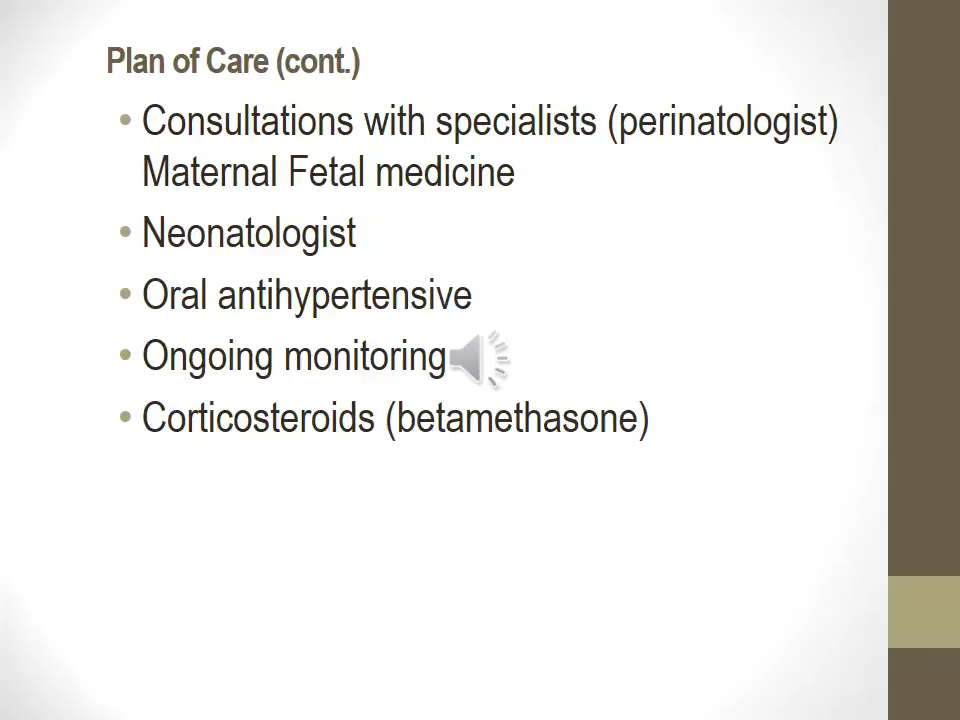 Plan of Care (cont.)
• Consultations with specialists (perinatologist)
Maternal Fetal medicine
• Neonatologist
• Oral antihypertensive
• Ongoing monitoring
• Corticosteroids (betamethasone)